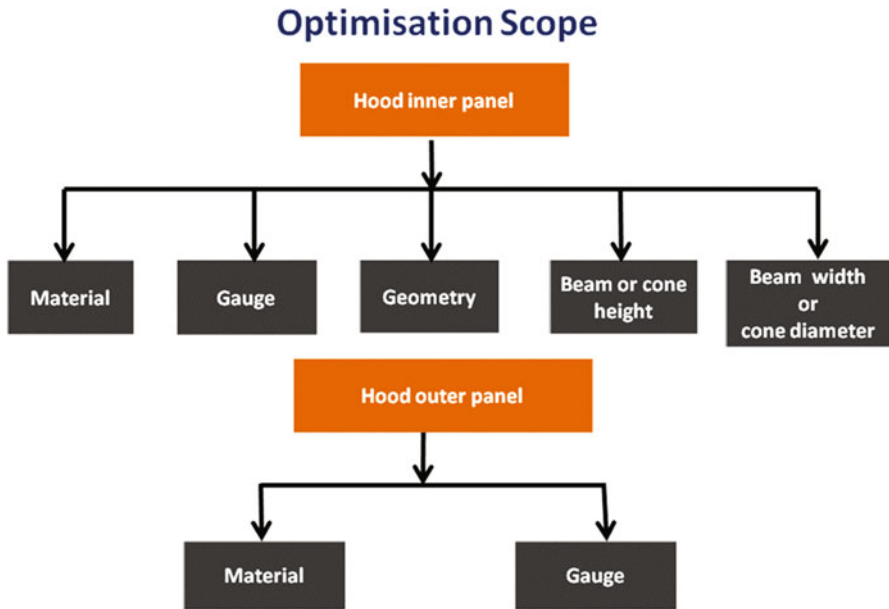 Optimisation Scope
Hood inner panel
Material
Gauge
Geometry
Beam or cone
height
Beam width
or
cone diameter
Hood outer panel
Material
Gauge